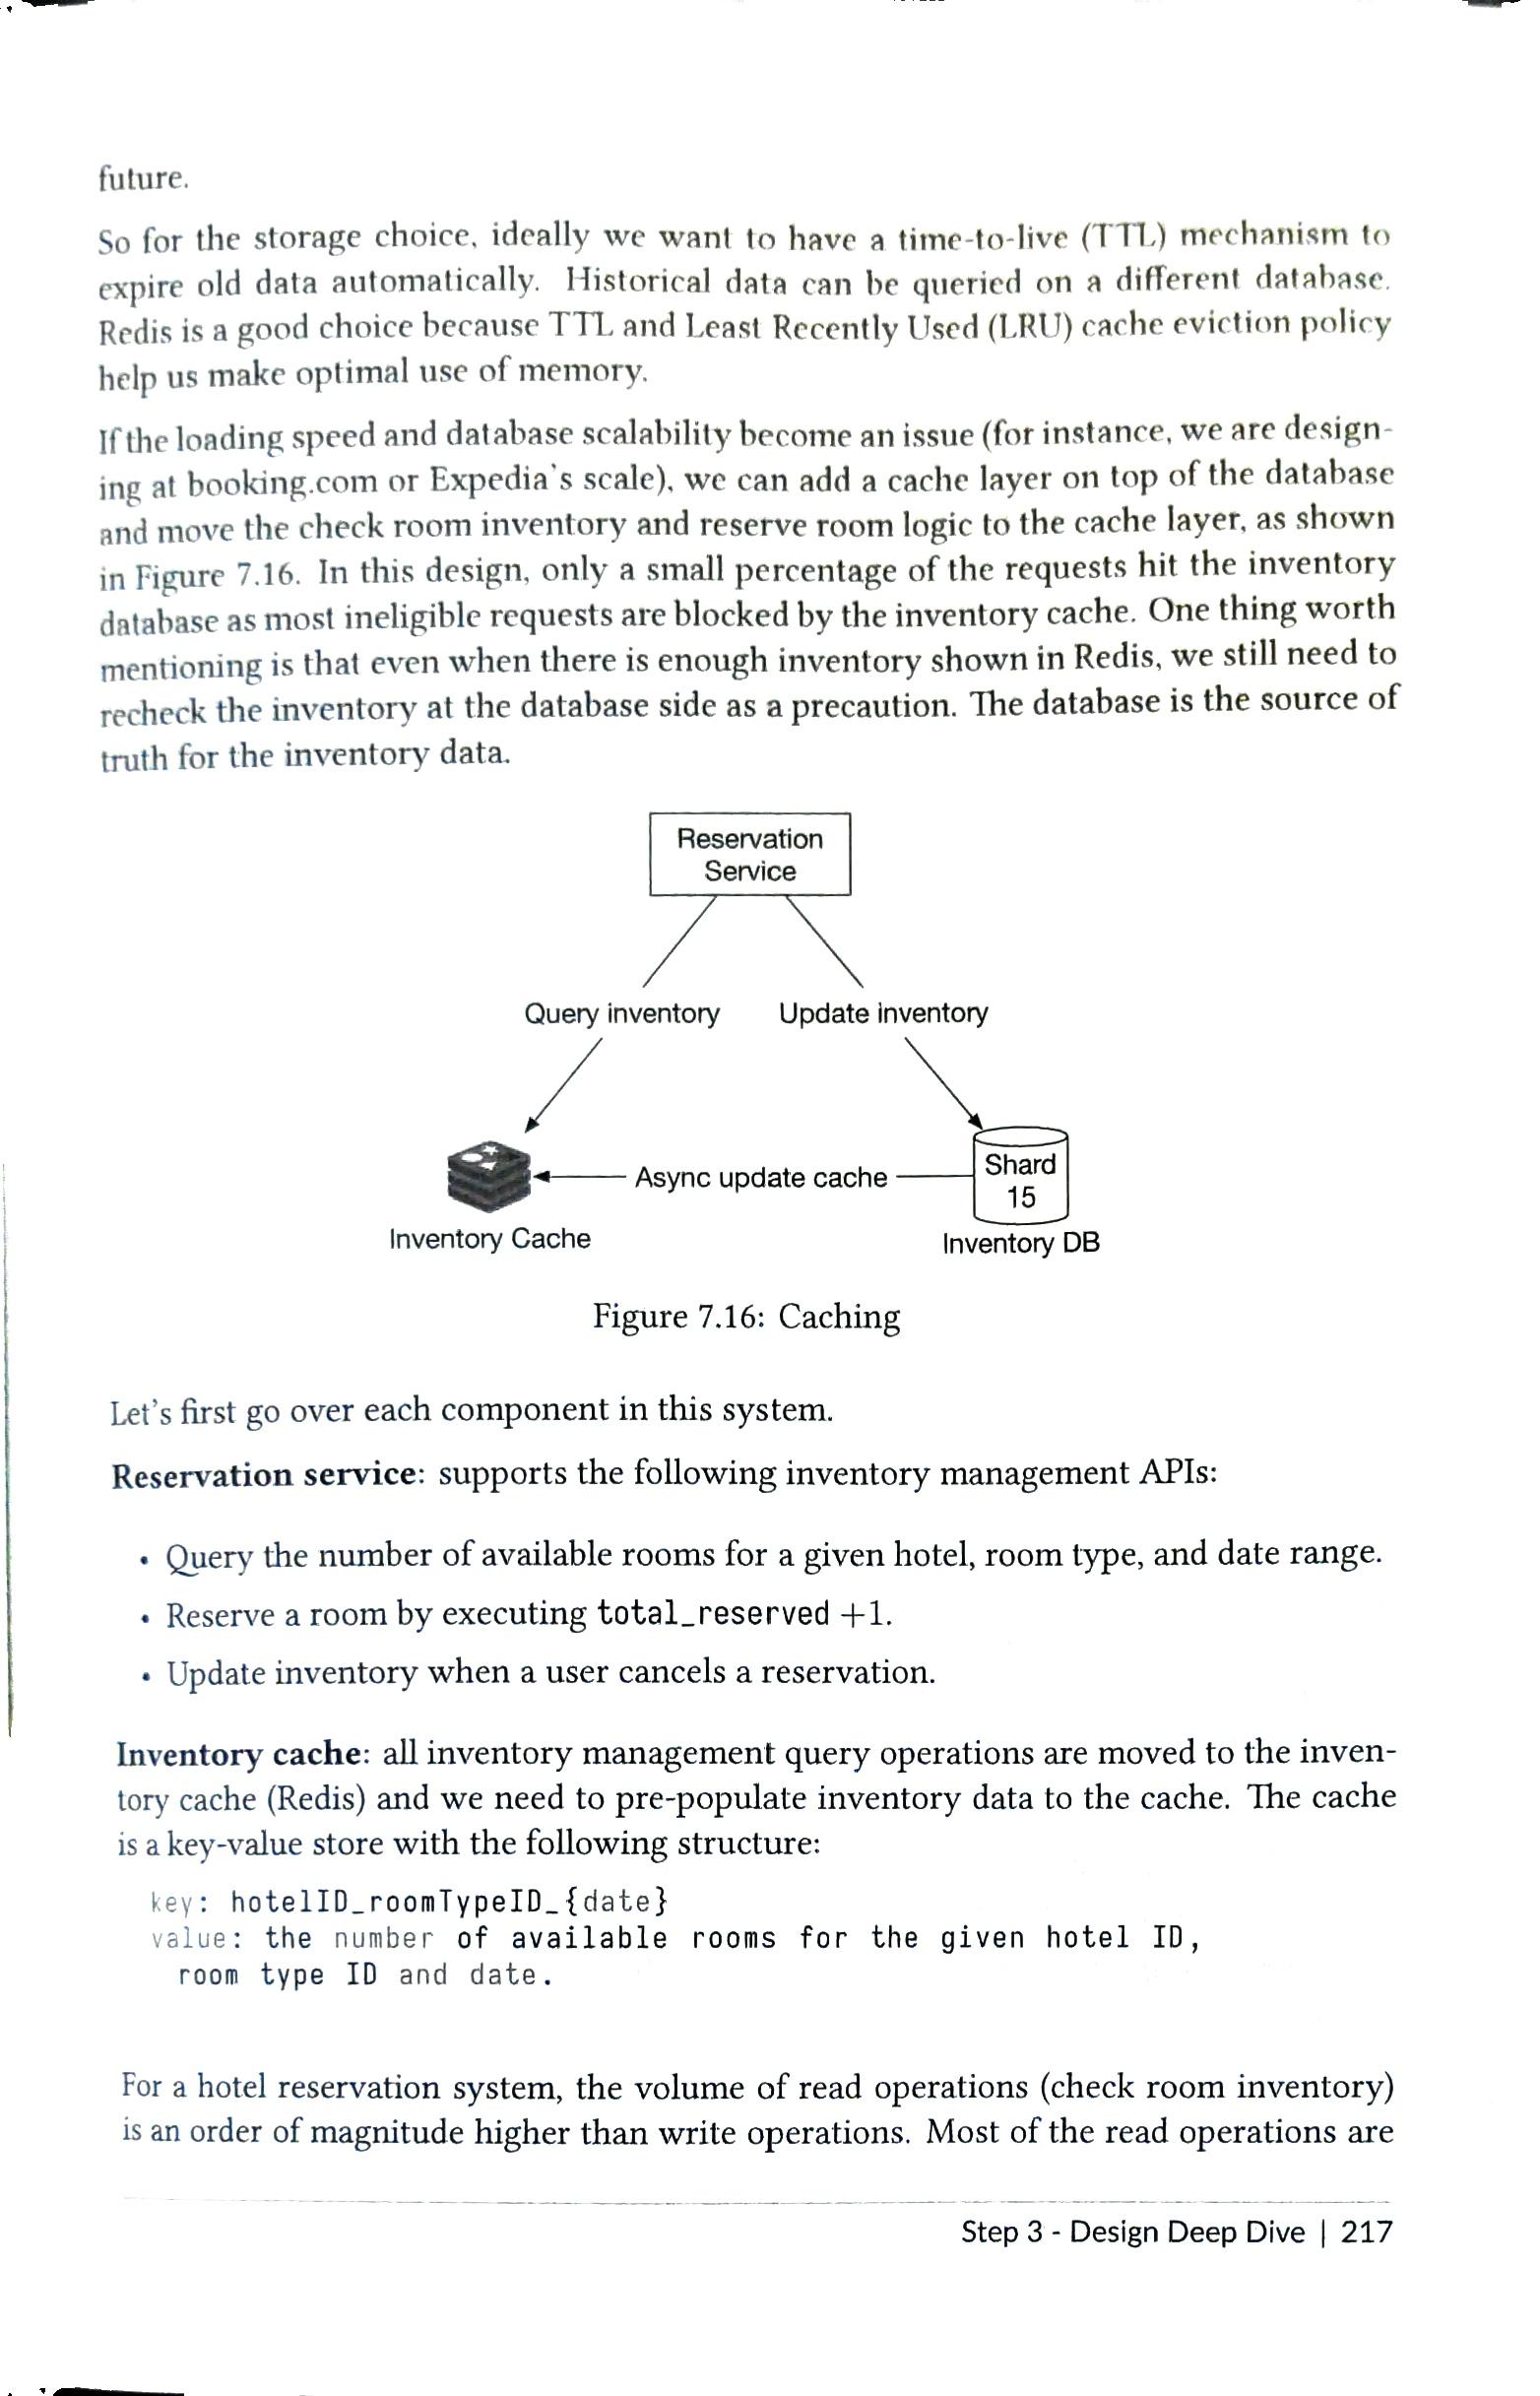 future.
So for the storage choice, ideally we want to have a time-to-live (TTL) mechanism to
expire old data automatically. Historical data can be queried on a different database.
Redis is a good choice because TTL and Least Recently Used (LRU) cache eviction policy
help us make optimal use of memory.
If the loading speed and database scalability become an issue (for instance, we are design-
ing at booking.com or Expedia's scale), we can add a cache layer on top of the database
and move the check room inventory and reserve room logic to the cache layer, as shown
in Figure 7.16. In this design, only a small percentage of the requests hit the inventory
database as most ineligible requests are blocked by the inventory cache. One thing worth
mentioning is that even when there is enough inventory shown in Redis, we still need to
recheck the inventory at the database side as a precaution. The database is the source of
truth for the inventory data.
Reservation
Service
Query inventory Update inventory
Async update cache
Shard
15
Inventory Cache
Inventory DB
Figure 7.16: Caching
Let's first go over each component in this system.
Reservation service: supports the following inventory management APIs:
• Query the number of available rooms for a given hotel, room type, and date range.
• Reserve a room by executing total_reserved +1.
• Update inventory when a user cancels a reservation.
Inventory cache: all inventory management query operations are moved to the inven-
tory cache (Redis) and we need to pre-populate inventory data to the cache. The cache
is a key-value store with the following structure:
key: hotelID_roomTypeID_{date}
value: the number of available rooms for the given hotel ID,
room type ID and date.
For a hotel reservation system, the volume of read operations (check room inventory)
is an order of magnitude higher than write operations. Most of the read operations are
Step 3 - Design Deep Dive | 217